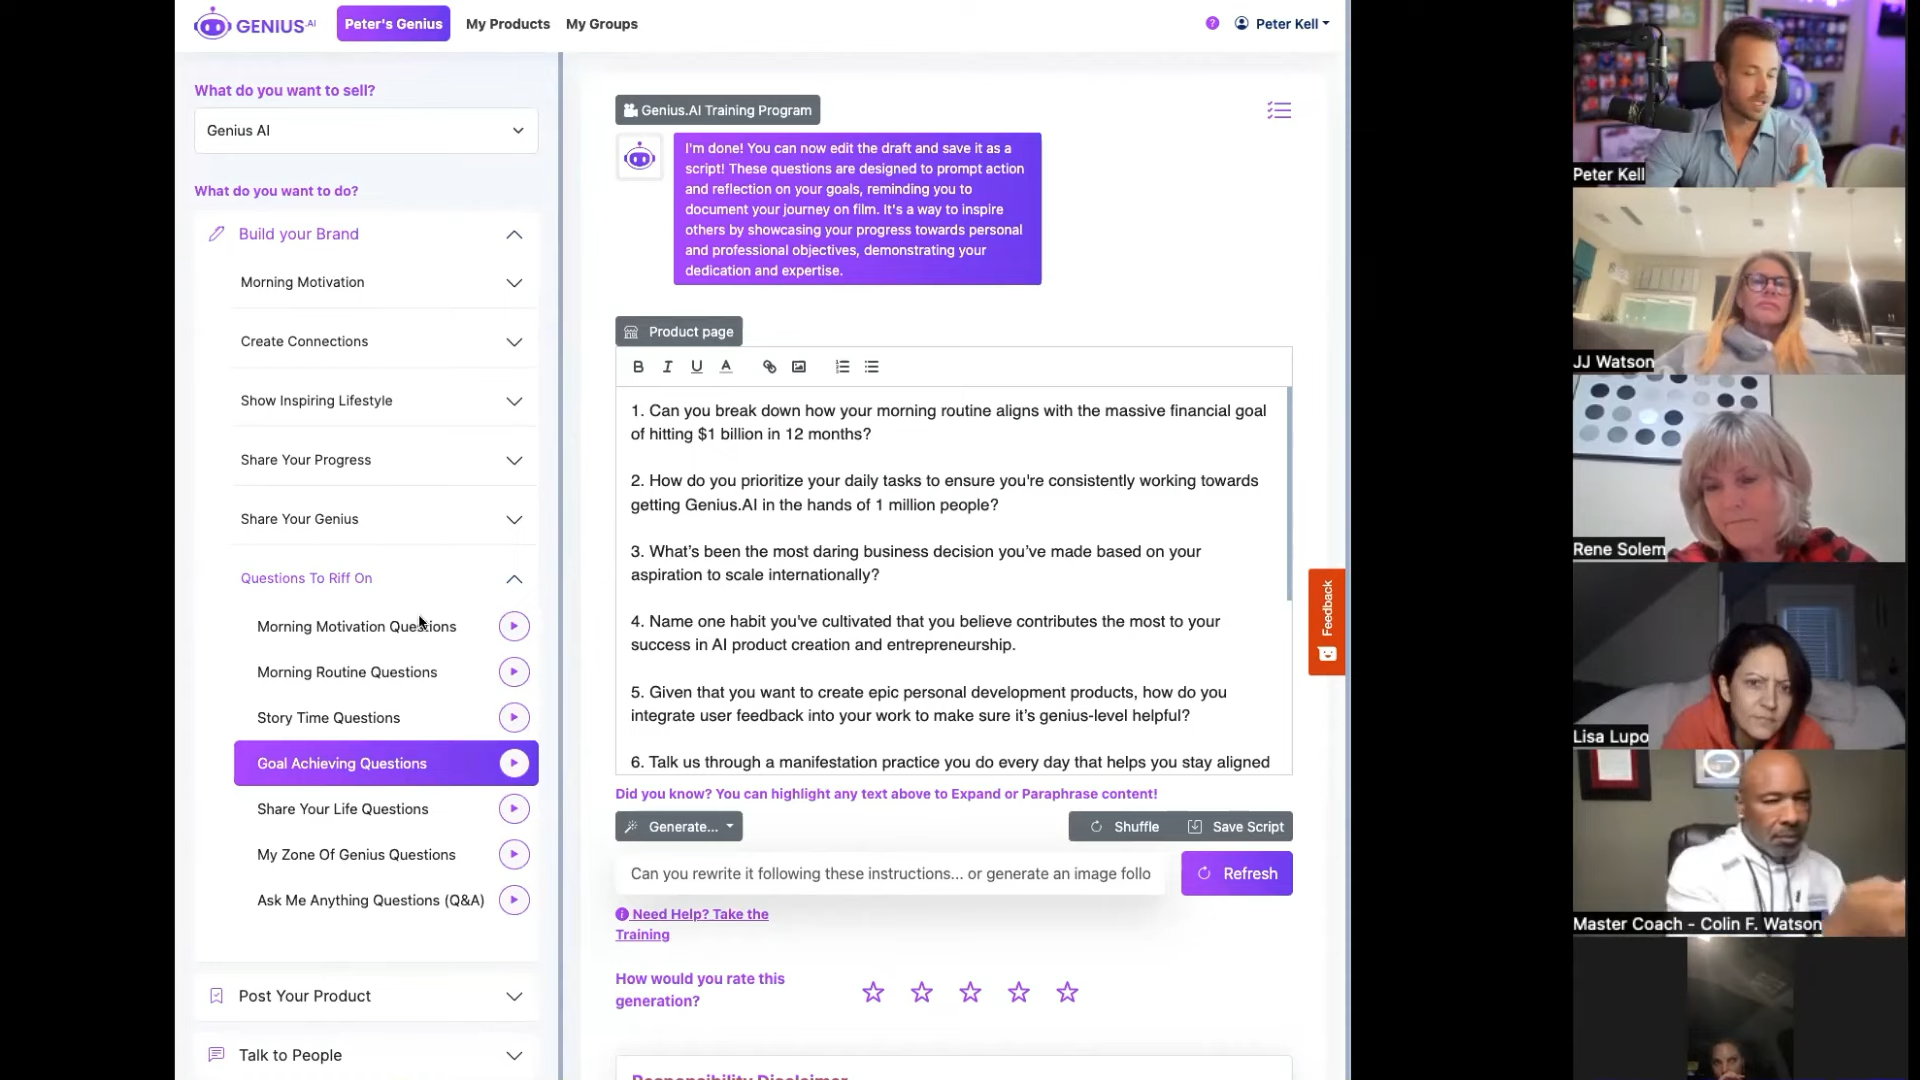 GENIUS.AI
Peter's Genius
My Products
My Groups
?
Peter Kell
What do you want to sell?
Genius AI
What do you want to do?
Build your Brand
Morning Motivation
Create Connections
Show Inspiring Lifestyle
Share Your Progress
Share Your Genius
Questions To Riff On
Morning Motivation Questions
Morning Routine Questions
Story Time Questions
Goal Achieving Questions
Share Your Life Questions
My Zone Of Genius Questions
Ask Me Anything Questions (Q&A)
Post Your Product
Talk to People
Genius.AI Training Program
I'm done! You can now edit the draft and save it as a
script! These questions are designed to prompt action
and reflection on your goals, reminding you to
document your journey on film. It's a way to inspire
others by showcasing your progress towards personal
and professional objectives, demonstrating your
dedication and expertise.
Product page
B I U A
1. Can you break down how your morning routine aligns with the massive financial goal
of hitting $1 billion in 12 months?
2. How do you prioritize your daily tasks to ensure you're consistently working towards
getting Genius.AI in the hands of 1 million people?
3. What’s been the most daring business decision you’ve made based on your
aspiration to scale internationally?
4. Name one habit you've cultivated that you believe contributes the most to your
success in AI product creation and entrepreneurship.
5. Given that you want to create epic personal development products, how do you
integrate user feedback into your work to make sure it’s genius-level helpful?
6. Talk us through a manifestation practice you do every day that helps you stay aligned
Did you know? You can highlight any text above to Expand or Paraphrase content!
Generate...
Shuffle
Save Script
Can you rewrite it following these instructions... or generate an image follo
Refresh
Need Help? Take the
Training
How would you rate this
generation?
Responsibility Disclaimer
Feedback
Peter Kell
JJ Watson
Rene Solem
Lisa Lupo
Master Coach - Colin F. Watson